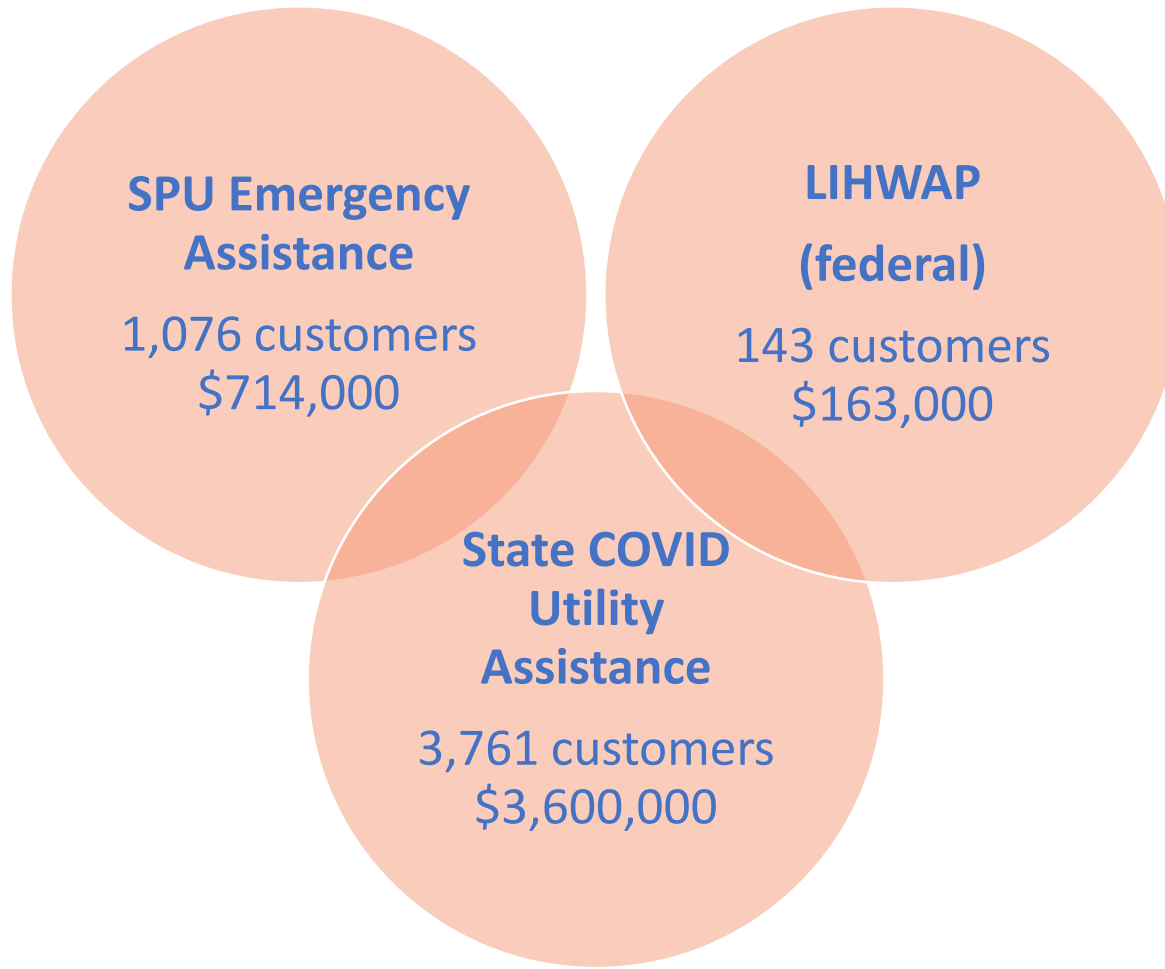 SPU Emergency
Assistance
1,076 customers
$714,000
LIHWAP
(federal)
143 customers
$163,000
State COVID
Utility
Assistance
3,761 customers
$3,600,000